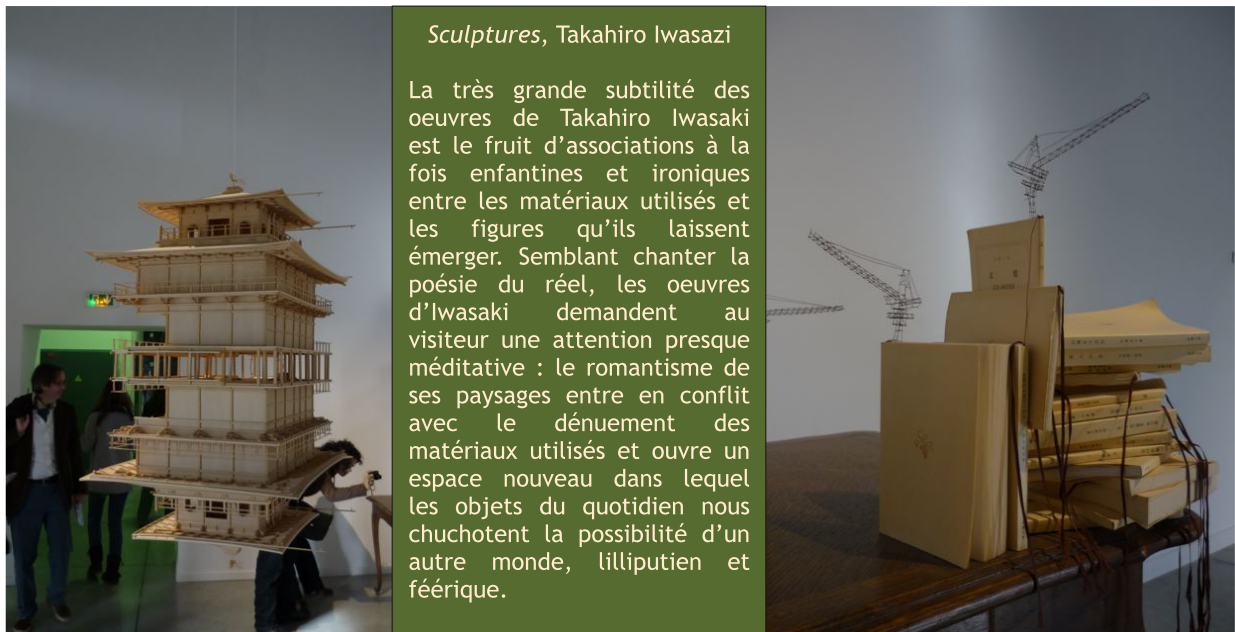 Sculptures, Takahiro Iwasazi
La très grande subtilité des
oeuvres de Takahiro Iwasaki
est le fruit d’associations à la
fois enfantines et ironiques
entre les matériaux utilisés et
les figures qu’ils laissent
émerger. Semblant chanter la
poésie du réel, les oeuvres
d’Iwasaki demandent au
visiteur une attention presque
méditative : le romantisme de
ses paysages entre en conflit
avec le dénuement des
matériaux utilisés et ouvre un
espace nouveau dans lequel
les objets du quotidien nous
chuchotent la possibilité d’un
autre monde, lilliputien et
féérique.